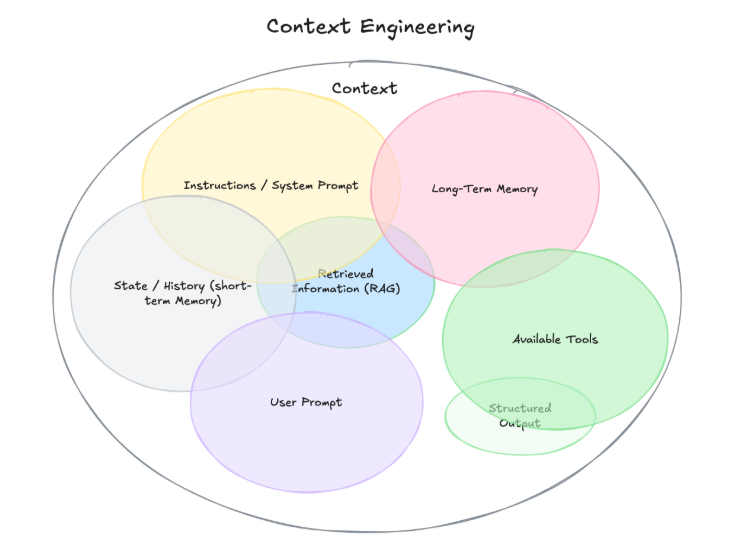 Context Engineering
Context
Instructions / System Prompt
Long-Term Memory
Retrieved
Information (RAG)
State / History (short-
term Memory)
Available Tools
User Prompt
Structured
Output